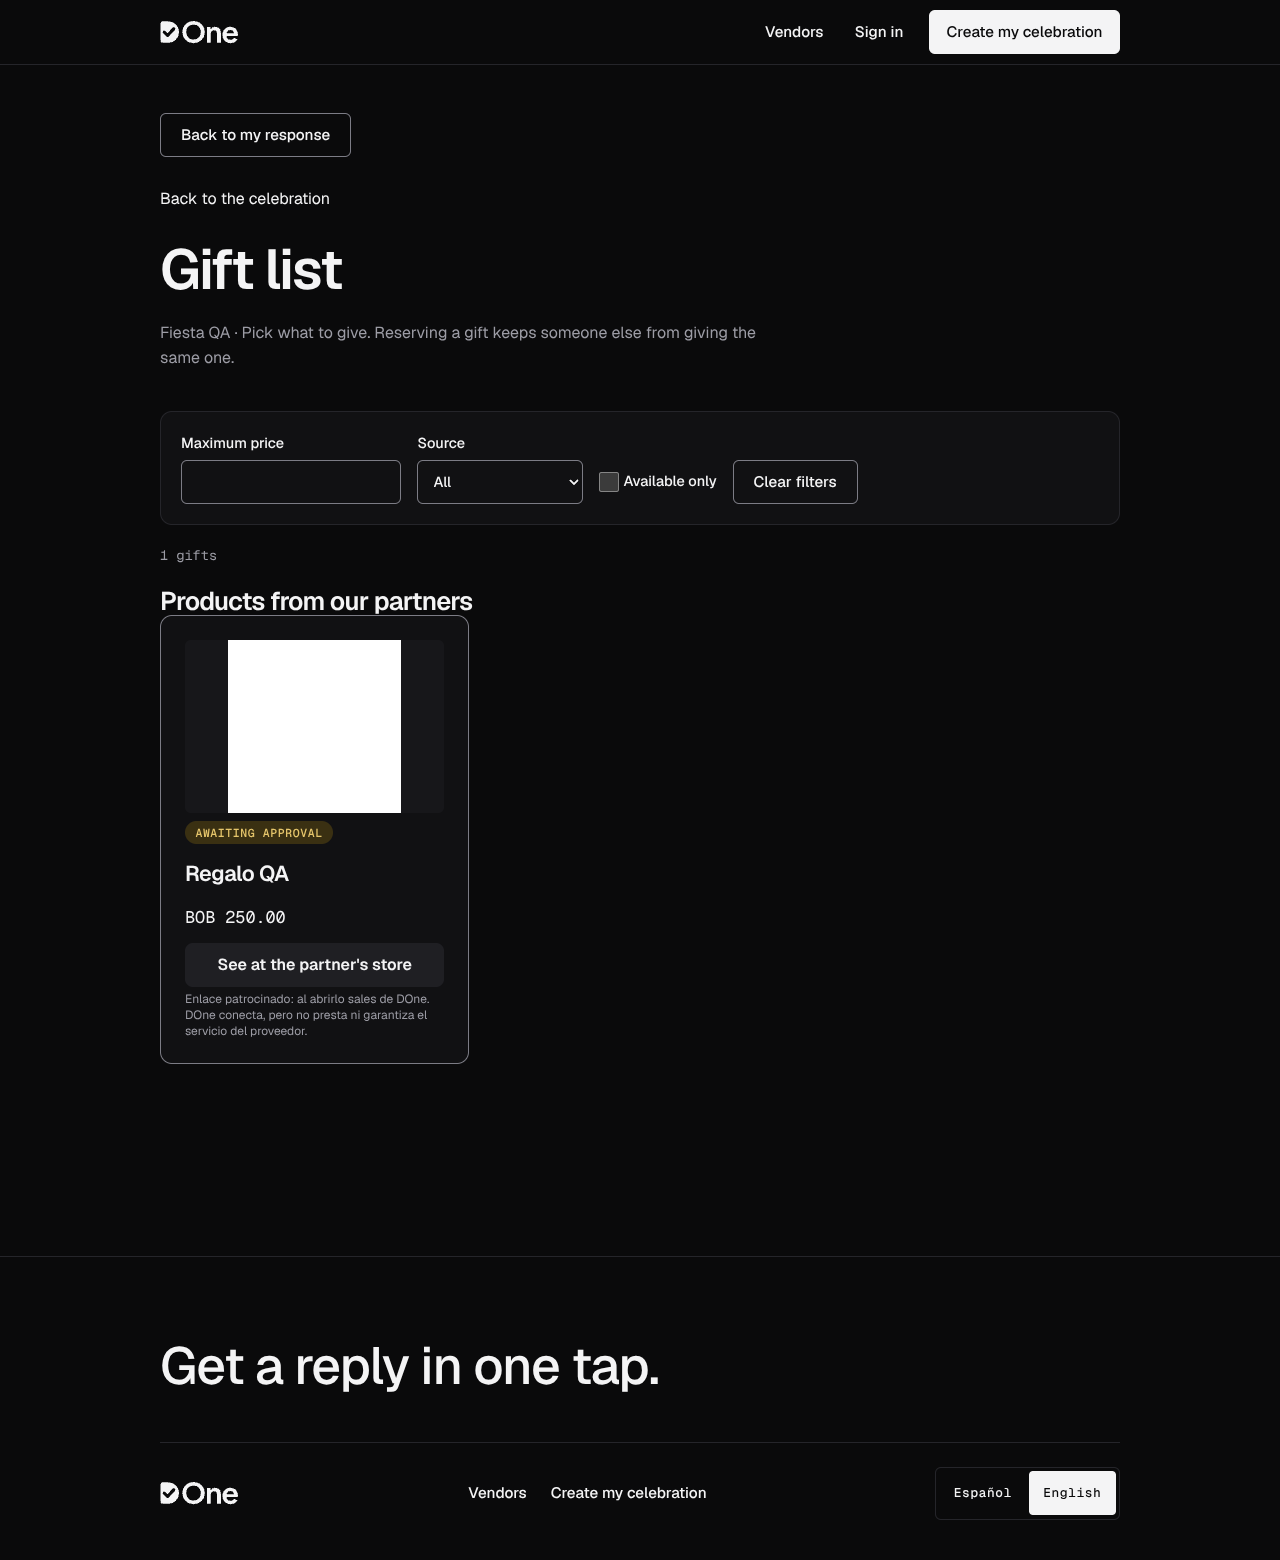 DOne
Vendors
Sign in
Create my celebration
Back to my response
Back to the celebration
Gift list
Fiesta QA · Pick what to give. Reserving a gift keeps someone else from giving the
same one.
Maximum price
Source
All
Available only
Clear filters
1 gifts
Products from our partners
AWAITING APPROVAL
Regalo QA
BOB 250.00
See at the partner's store
Enlace patrocinado: al abrirlo sales de DOne.
DOne conecta, pero no presta ni garantiza el
servicio del proveedor.
Get a reply in one tap.
DOne
Vendors
Create my celebration
Español
English